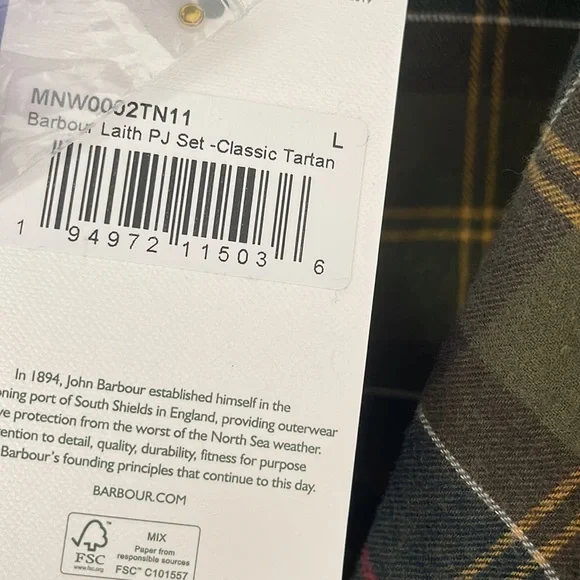 MNW0002TN11
L
Barbour Laith PJ Set -Classic Tartan
1 94972 11503 6
In 1894, John Barbour established himself in the
port of South Shields in England, providing outerwear
protection from the worst of the North Sea weather.
to detail, quality, durability, fitness for purpose
Barbour's founding principles that continue to this day.
BARBOUR.COM
FSC
www.fsc.org
MIX
Paper from
responsible sources
FSC™ C101557